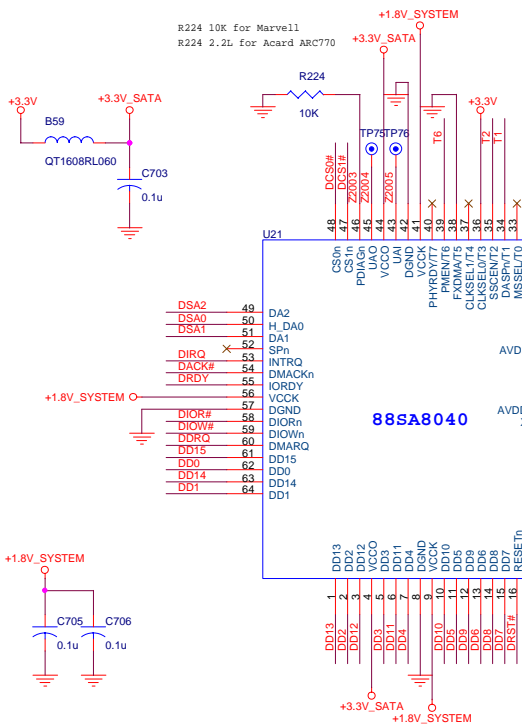 R224 10K for Marvell
R224 2.2L for Acard ARC770
+1.8V_SYSTEM
+3.3V_SATA
+3.3V
+3.3V
+3.3V_SATA
B59
QT1608RL060
C703
0.1u
R224
10K
TP75
TP76
DCS0#
DCS1#
Z2003
Z2004
Z2005
T6
T2
T1
48
47
46
45
44
43
42
41
40
39
38
37
36
35
34
33
U21
CS0n
CS1n
PDIAGn
UAO
VCCO
UAI
DGND
VCCK
PHYRDY/T7
PMEN/T6
FXDMA/T5
CLKSEL1/T4
CLKSEL0/T3
SSCEN/T2
DASPn/T1
MSSEL/T0
DSA2 49 DA2
DSA0 50 H_DA0
DSA1 51 DA1
52 SPn
DIRQ 53 INTRQ
DACK# 54 DMACKn
DRDY 55 IORDY
+1.8V_SYSTEM 56 VCCK
57 DGND
DIOR# 58 DIORn
DIOW# 59 DIOWn
DDRQ 60 DMARQ
DD15 61 DD15
DD0 62 DD0
DD14 63 DD14
DD1 64 DD1
AVD
AVDD
88SA8040
DD13
DD2
DD12
VCCO
DD3
DD11
DD4
DGND
VCCK
DD10
DD5
DD9
DD6
DD8
DD7
RESETn
1
2
3
4
5
6
7
8
9
10
11
12
13
14
15
16
DD13
DD2
DD12
DD3
DD11
DD4
DD10
DD5
DD9
DD6
DD8
DD7
DRST#
+3.3V_SATA
+1.8V_SYSTEM
+1.8V_SYSTEM
C705
0.1u
C706
0.1u